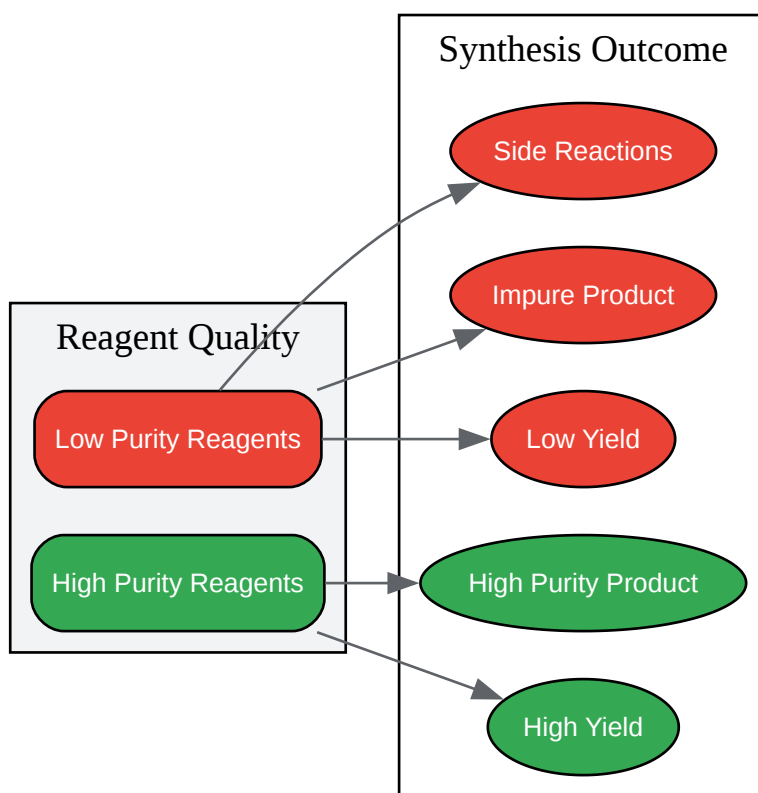 Synthesis Outcome
Side Reactions
Impure Product
Reagent Quality
Low Purity Reagents
Low Yield
High Purity Reagents
High Purity Product
High Yield